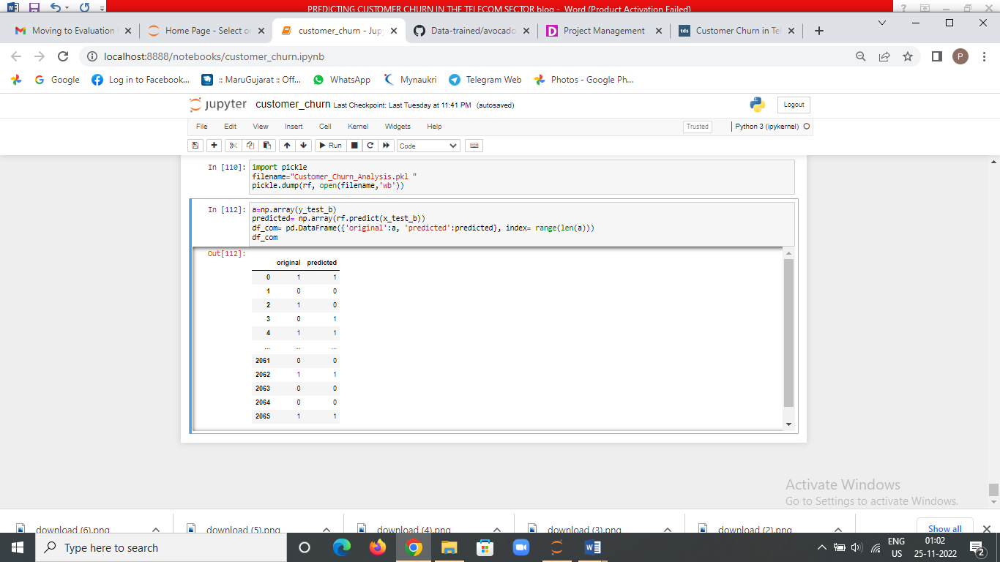 PREDICTING CUSTOMER CHURN IN THE TELECOM SECTOR blog - Word (Product Activation Failed)
Moving to Evaluation
Home Page - Select or
customer_churn - Jup
Data-trained/avocado
Project Management
tds Customer Churn in Tel
localhost:8888/notebooks/customer_churn.ipynb
P
Google
Log in to Facebook...
:: MaruGujarat :: Off...
WhatsApp
Mynaukri
Telegram Web
Photos - Google Ph...
jupyter customer_churn Last Checkpoint: Last Tuesday at 11:41 PM (autosaved)
Logout
File Edit View Insert Cell Kernel Widgets Help
Trusted
Python 3 (ipykernel)
Run
Code
In [110]: import pickle
filename="Customer_Churn_Analysis.pkl "
pickle.dump(rf, open(filename,'wb'))
In [112]: a=np.array(y_test_b)
predicted= np.array(rf.predict(x_test_b))
df_com= pd.DataFrame({'original':a, 'predicted':predicted}, index= range(len(a)))
df_com
Out[112]:
original predicted
0 1 1
1 0 0
2 1 0
3 0 1
4 1 1
... ... ...
2061 0 0
2062 1 1
2063 0 0
2064 0 0
2065 1 1
Activate Windows
Go to Settings to activate Windows.
download (6).png
download (5).png
download (4).png
download (3).png
download (2).png
Show all
Type here to search
ENG
US
01:02
25-11-2022
2